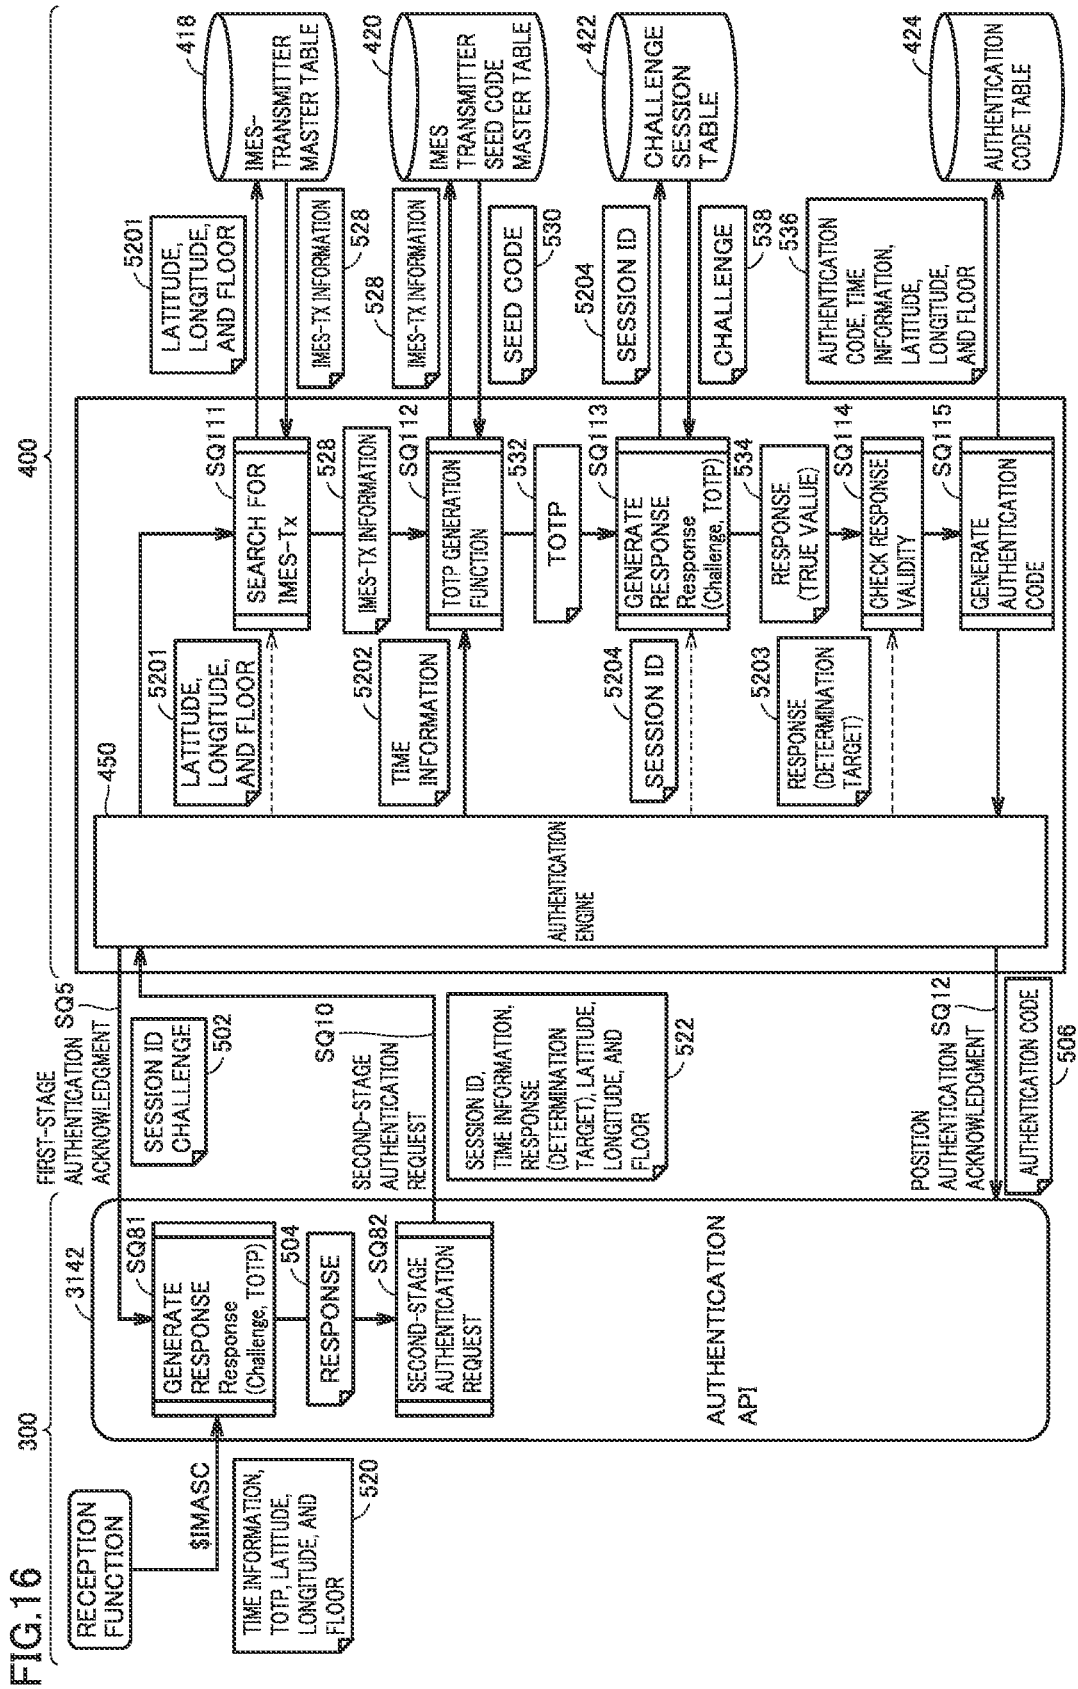 FIG.16
300
400
RECEPTION
FUNCTION
$IMASC
TIME INFORMATION,
TOTP, LATITUDE,
LONGITUDE, AND
FLOOR
520
3142
SQ81
GENERATE
RESPONSE
Response
(Challenge, TOTP)
504
RESPONSE
SQ82
SECOND-STAGE
AUTHENTICATION
REQUEST
AUTHENTICATION
API
FIRST-STAGE
AUTHENTICATION
ACKNOWLEDGMENT
SQ5
SESSION ID
CHALLENGE
502
SQ10
SECOND-STAGE
AUTHENTICATION
REQUEST
SESSION ID,
TIME INFORMATION,
RESPONSE
(DETERMINATION
TARGET), LATITUDE,
LONGITUDE, AND
FLOOR
522
POSITION
AUTHENTICATION
ACKNOWLEDGMENT
SQ12
AUTHENTICATION CODE
506
450
AUTHENTICATION
ENGINE
5201
LATITUDE,
LONGITUDE,
AND FLOOR
5202
TIME
INFORMATION
5204
SESSION ID
5203
RESPONSE
(DETERMINATION
TARGET)
SQ111
SEARCH FOR
IMES-Tx
528
IMES-TX INFORMATION
SQ112
TOTP GENERATION
FUNCTION
532
TOTP
SQ113
GENERATE
RESPONSE
Response
(Challenge, TOTP)
534
RESPONSE
(TRUE VALUE)
SQ114
CHECK RESPONSE
VALIDITY
SQ115
GENERATE
AUTHENTICATION
CODE
5201
LATITUDE,
LONGITUDE,
AND FLOOR
IMES-TX INFORMATION
528
528
IMES-TX INFORMATION
SEED CODE
530
5204
SESSION ID
CHALLENGE
538
536
AUTHENTICATION
CODE, TIME
INFORMATION,
LATITUDE,
LONGITUDE,
AND FLOOR
418
IMES-
TRANSMITTER
MASTER TABLE
420
IMES
TRANSMITTER
SEED CODE
MASTER TABLE
422
CHALLENGE
SESSION
TABLE
424
AUTHENTICATION
CODE TABLE